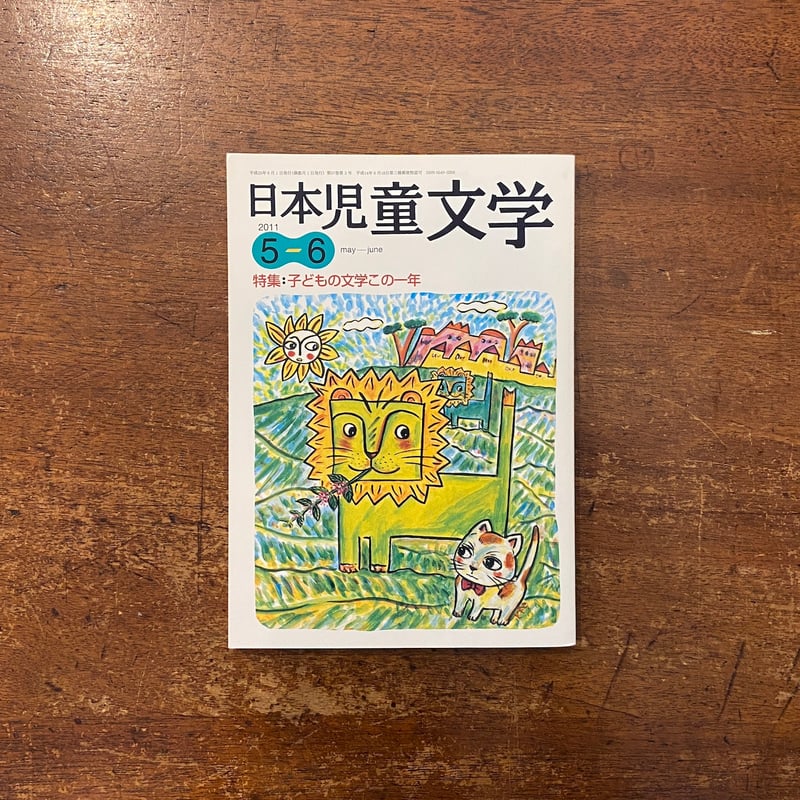 日本児童文学
2011
5-6
may—june
特集:子どもの文学この一年